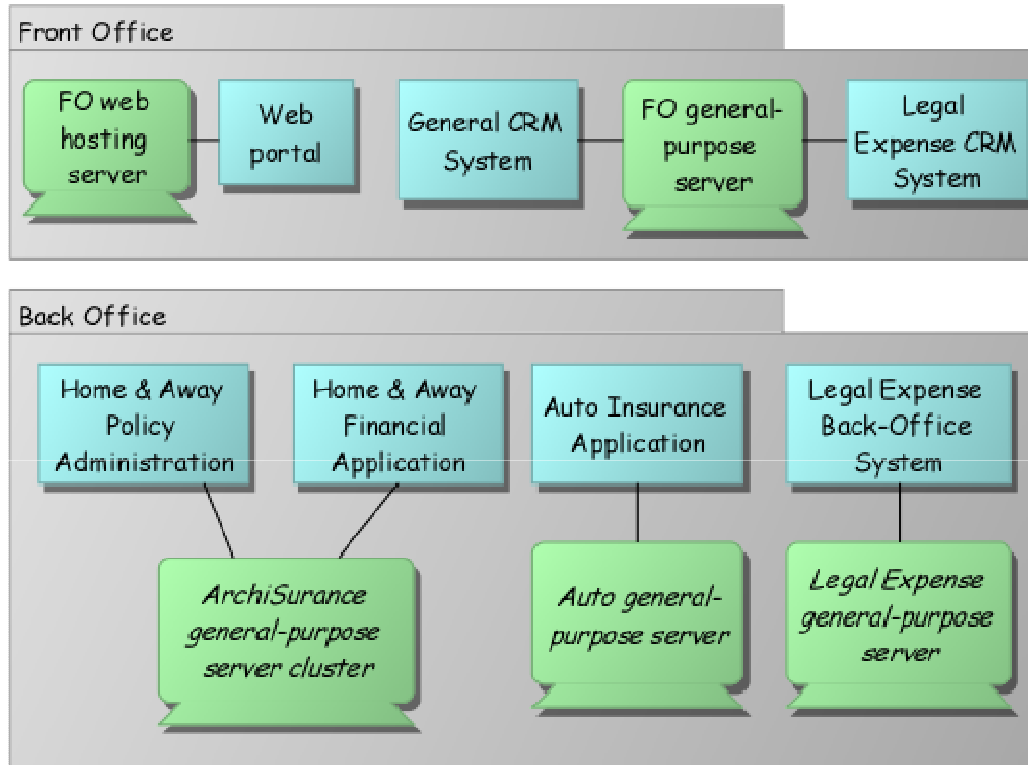 Front Office
FO web
hosting
server
Web
portal
General CRM
System
FO general-
purpose
server
Legal
Expense CRM
System
Back Office
Home & Away
Policy
Administration
Home & Away
Financial
Application
Auto Insurance
Application
Legal Expense
Back-Office
System
ArchiSurance
general-purpose
server cluster
Auto general-
purpose server
Legal Expense
general-purpose
server